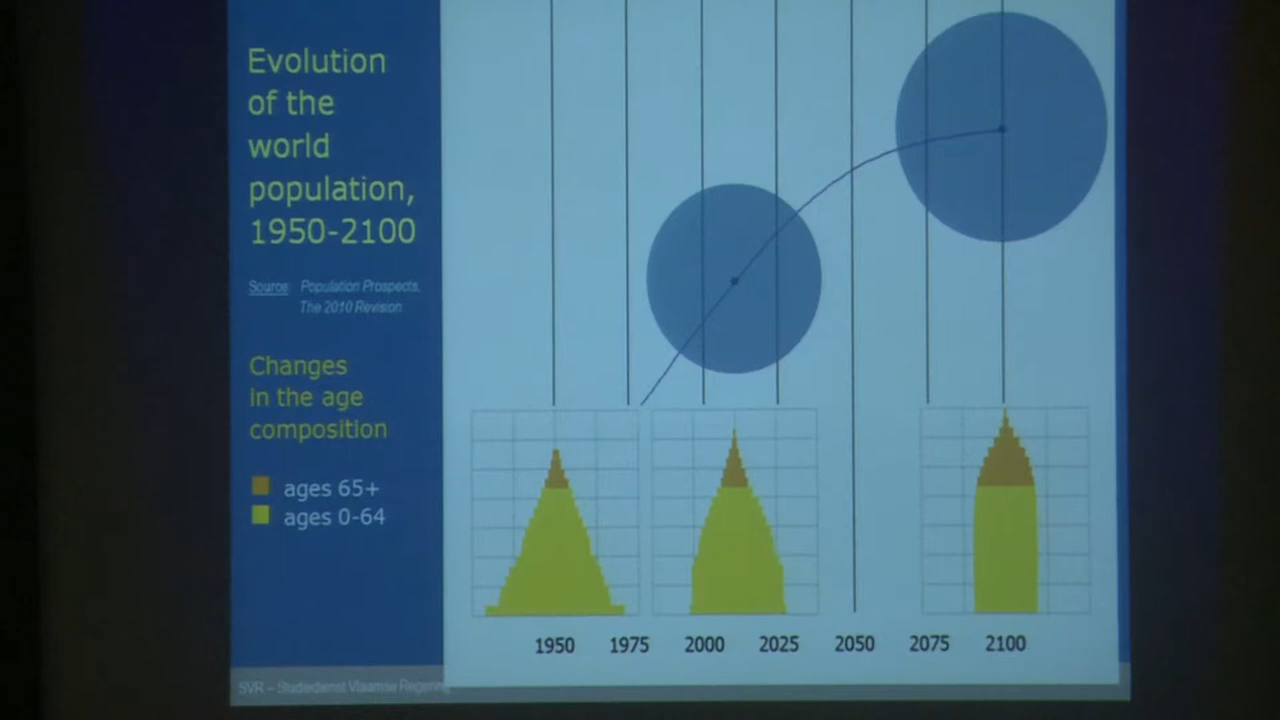 Evolution
of the
world
population,
1950-2100
Source: Population Prospects,
The 2010 Revision
Changes
in the age
composition
ages 65+
ages 0-64
1950 1975 2000 2025 2050 2075 2100
SVR – Studiedienst Vlaamse Regering